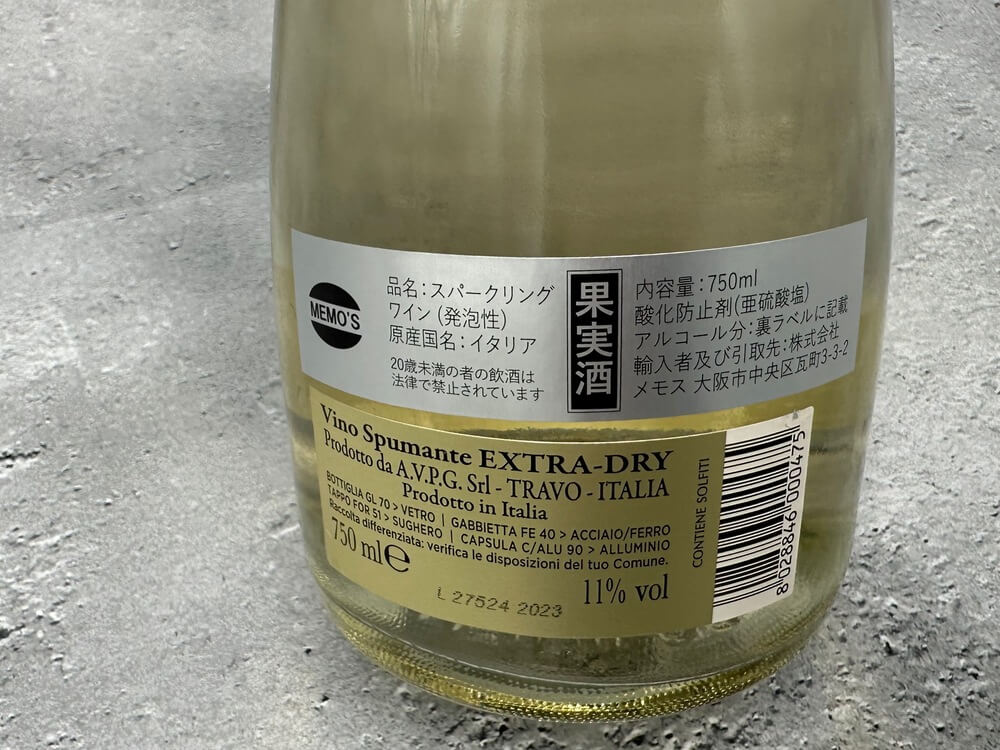 MEMO'S
品名:スパークリング
ワイン(発泡性)
原産国名:イタリア
20歳未満の者の飲酒は
法律で禁止されています
果実酒
内容量:750ml
酸化防止剤(亜硫酸塩)
アルコール分:裏ラベルに記載
輸入者及び引取先:株式会社
メモス 大阪市中央区瓦町3-3-2
Vino Spumante EXTRA-DRY
Prodotto da A.V.P.G. Srl - TRAVO - ITALIA
Prodotto in Italia
BOTTIGLIA GL 70 > VETRO | GABBIETTA FE 40 > ACCIAIO/FERRO
TAPPO FOR 51 > SUGHERO | CAPSULA C/ALU 90 > ALLUMINIO
Raccolta differenziata: verifica le disposizioni del tuo Comune.
750 ml e
11% vol
L 27524 2023
CONTIENE SOLFITI
8 028846 000475